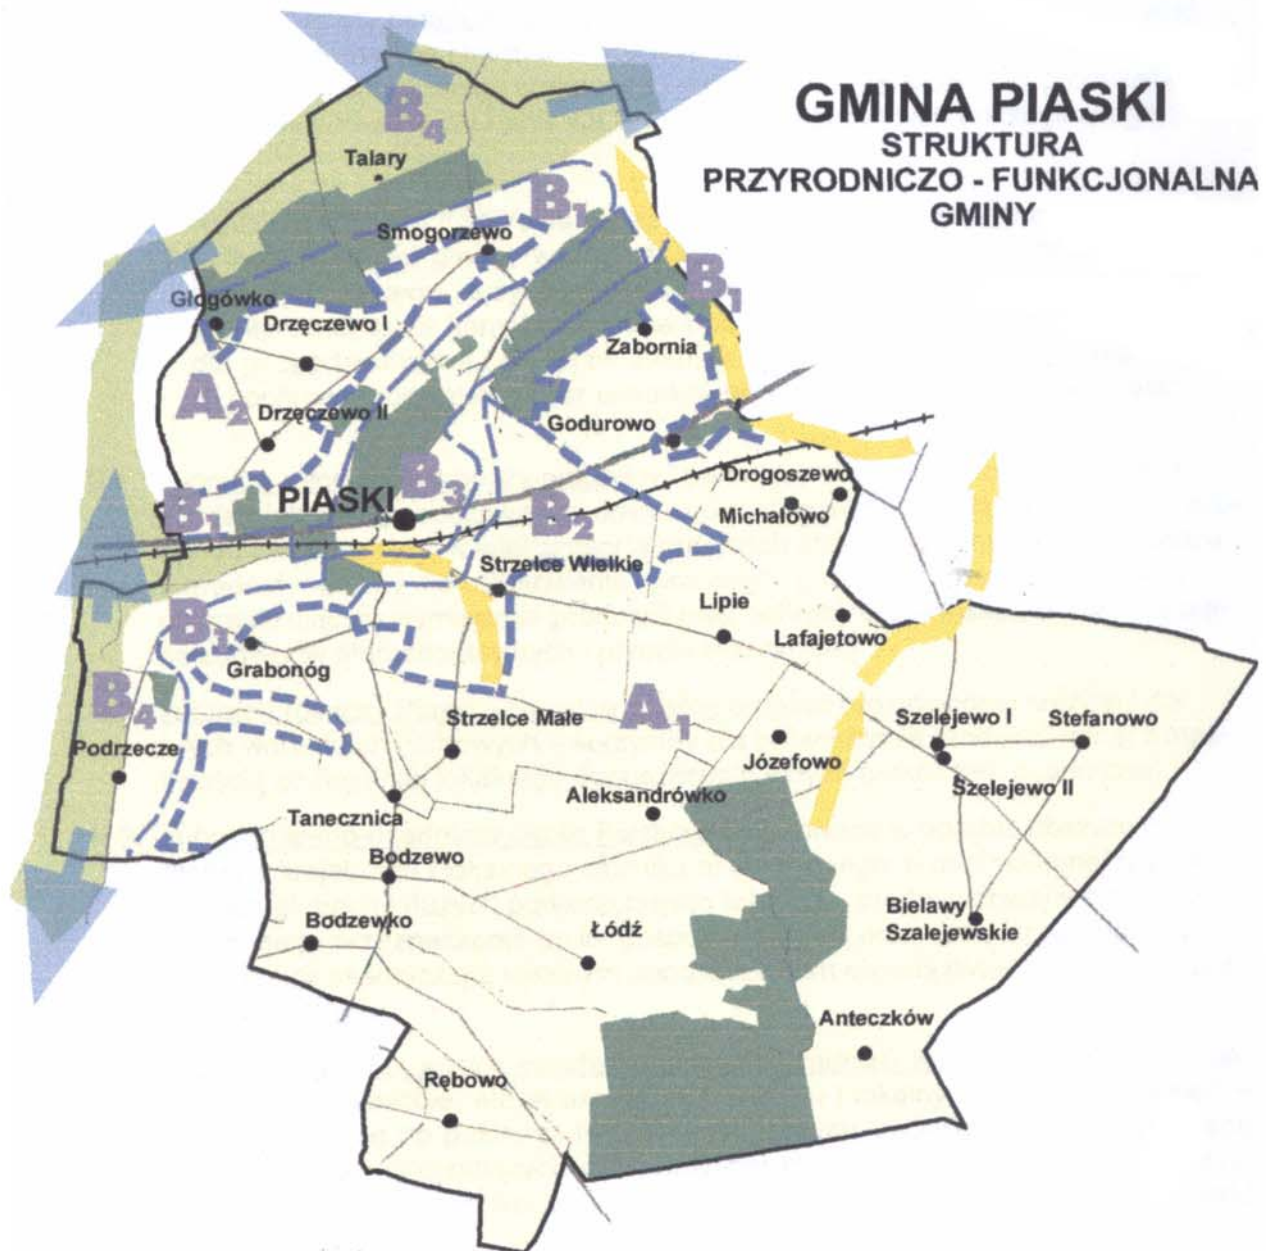 GMINA PIASKI
STRUKTURA
PRZYRODNICZO - FUNKCJONALNA
GMINY
B4
Talary
B1
Smogorzewo
B1
Głogówko
Drzęczewo I
Zabornia
A2
Drzęczewo II
Godurowo
B3
Drogoszewo
PIASKI
B1
B2
Michałowo
Strzelce Wielkie
Lipie
B1
Lafajetowo
Grabonóg
B4
A1
Strzelce Małe
Szelejewo I
Stefanowo
Podrzecze
Józefowo
Szelejewo II
Aleksandrówko
Tanecznica
Bodzewo
Bielawy
Szalejewskie
Bodzewko
Łódź
Anteczków
Rębowo